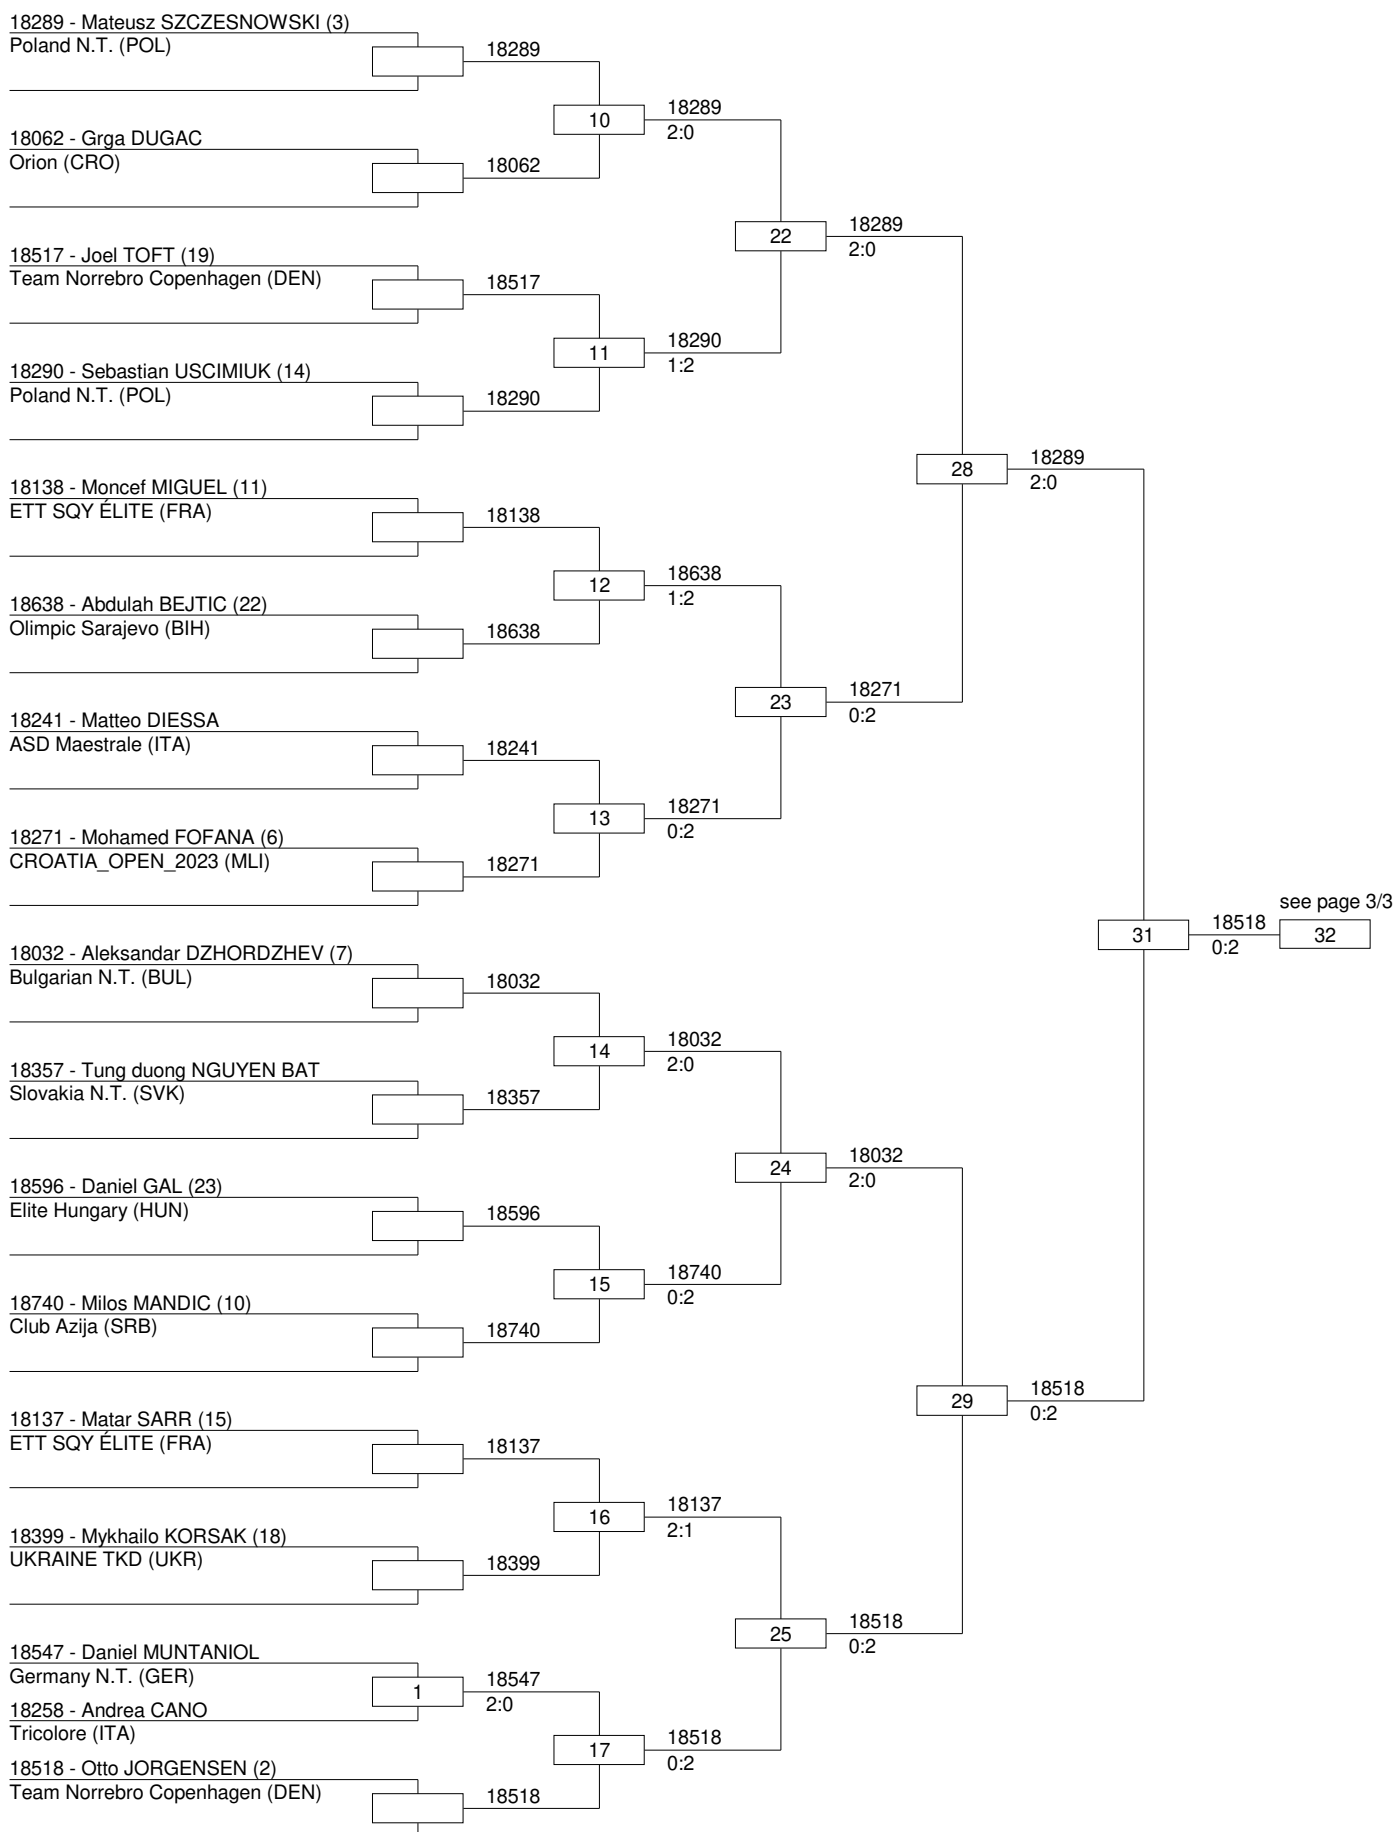 18289 - Mateusz SZCZESNOWSKI (3)
Poland N.T. (POL)
18289
10
18289
2:0
18062 - Grga DUGAC
Orion (CRO)
18062
22
18289
2:0
18517 - Joel TOFT (19)
Team Norrebro Copenhagen (DEN)
18517
11
18290
1:2
18290 - Sebastian USCIMIUK (14)
Poland N.T. (POL)
18290
28
18289
2:0
18138 - Moncef MIGUEL (11)
ETT SQY ÉLITE (FRA)
18138
12
18638
1:2
18638 - Abdulah BEJTIC (22)
Olimpic Sarajevo (BIH)
18638
23
18271
0:2
18241 - Matteo DIESSA
ASD Maestrale (ITA)
18241
13
18271
0:2
18271 - Mohamed FOFANA (6)
CROATIA_OPEN_2023 (MLI)
18271
see page 3/3
31
18518
0:2
32
18032 - Aleksandar DZHORDZHEV (7)
Bulgarian N.T. (BUL)
18032
14
18032
2:0
18357 - Tung duong NGUYEN BAT
Slovakia N.T. (SVK)
18357
24
18032
2:0
18596 - Daniel GAL (23)
Elite Hungary (HUN)
18596
15
18740
0:2
18740 - Milos MANDIC (10)
Club Azija (SRB)
18740
29
18518
0:2
18137 - Matar SARR (15)
ETT SQY ÉLITE (FRA)
18137
16
18137
2:1
18399 - Mykhailo KORSAK (18)
UKRAINE TKD (UKR)
18399
25
18518
0:2
18547 - Daniel MUNTANIOL
Germany N.T. (GER)
1
18547
2:0
18258 - Andrea CANO
Tricolore (ITA)
17
18518
0:2
18518 - Otto JORGENSEN (2)
Team Norrebro Copenhagen (DEN)
18518